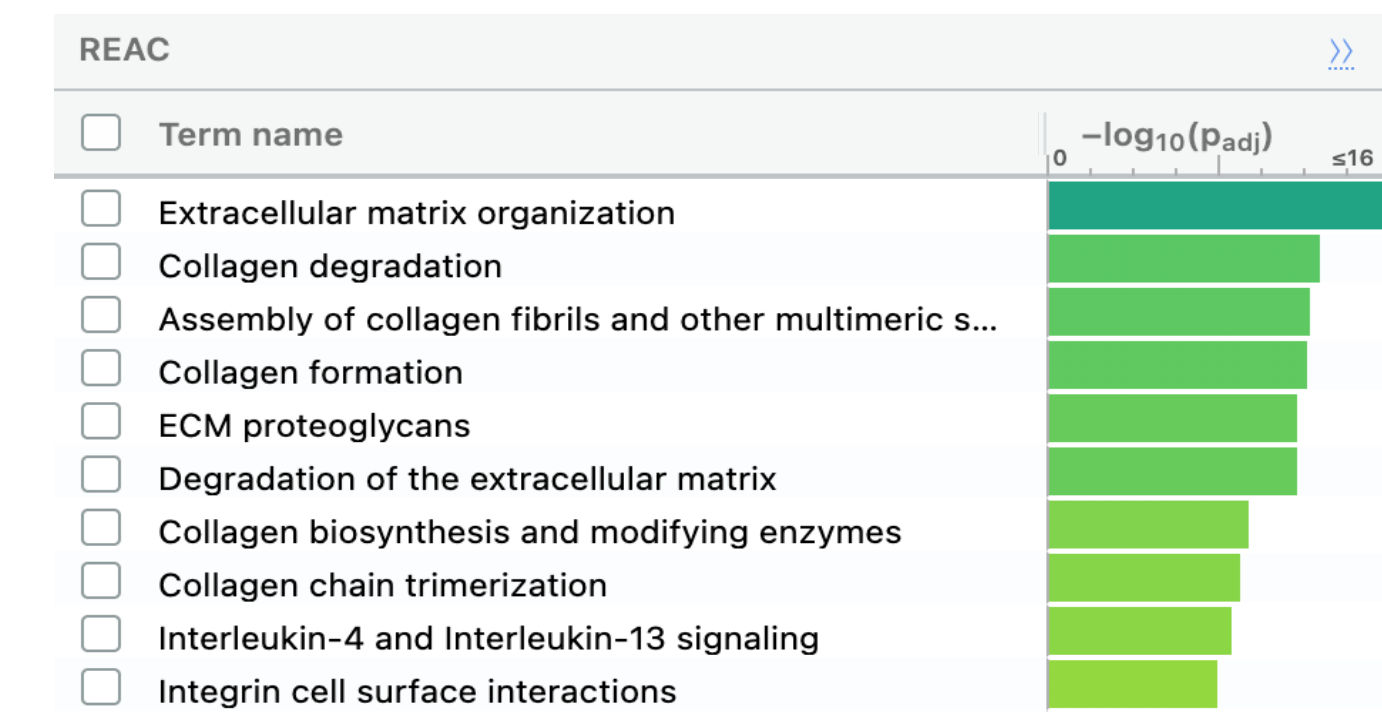 REAC
»
Term name
−log10(padj)
0
≤16
Extracellular matrix organization
Collagen degradation
Assembly of collagen fibrils and other multimeric s...
Collagen formation
ECM proteoglycans
Degradation of the extracellular matrix
Collagen biosynthesis and modifying enzymes
Collagen chain trimerization
Interleukin-4 and Interleukin-13 signaling
Integrin cell surface interactions